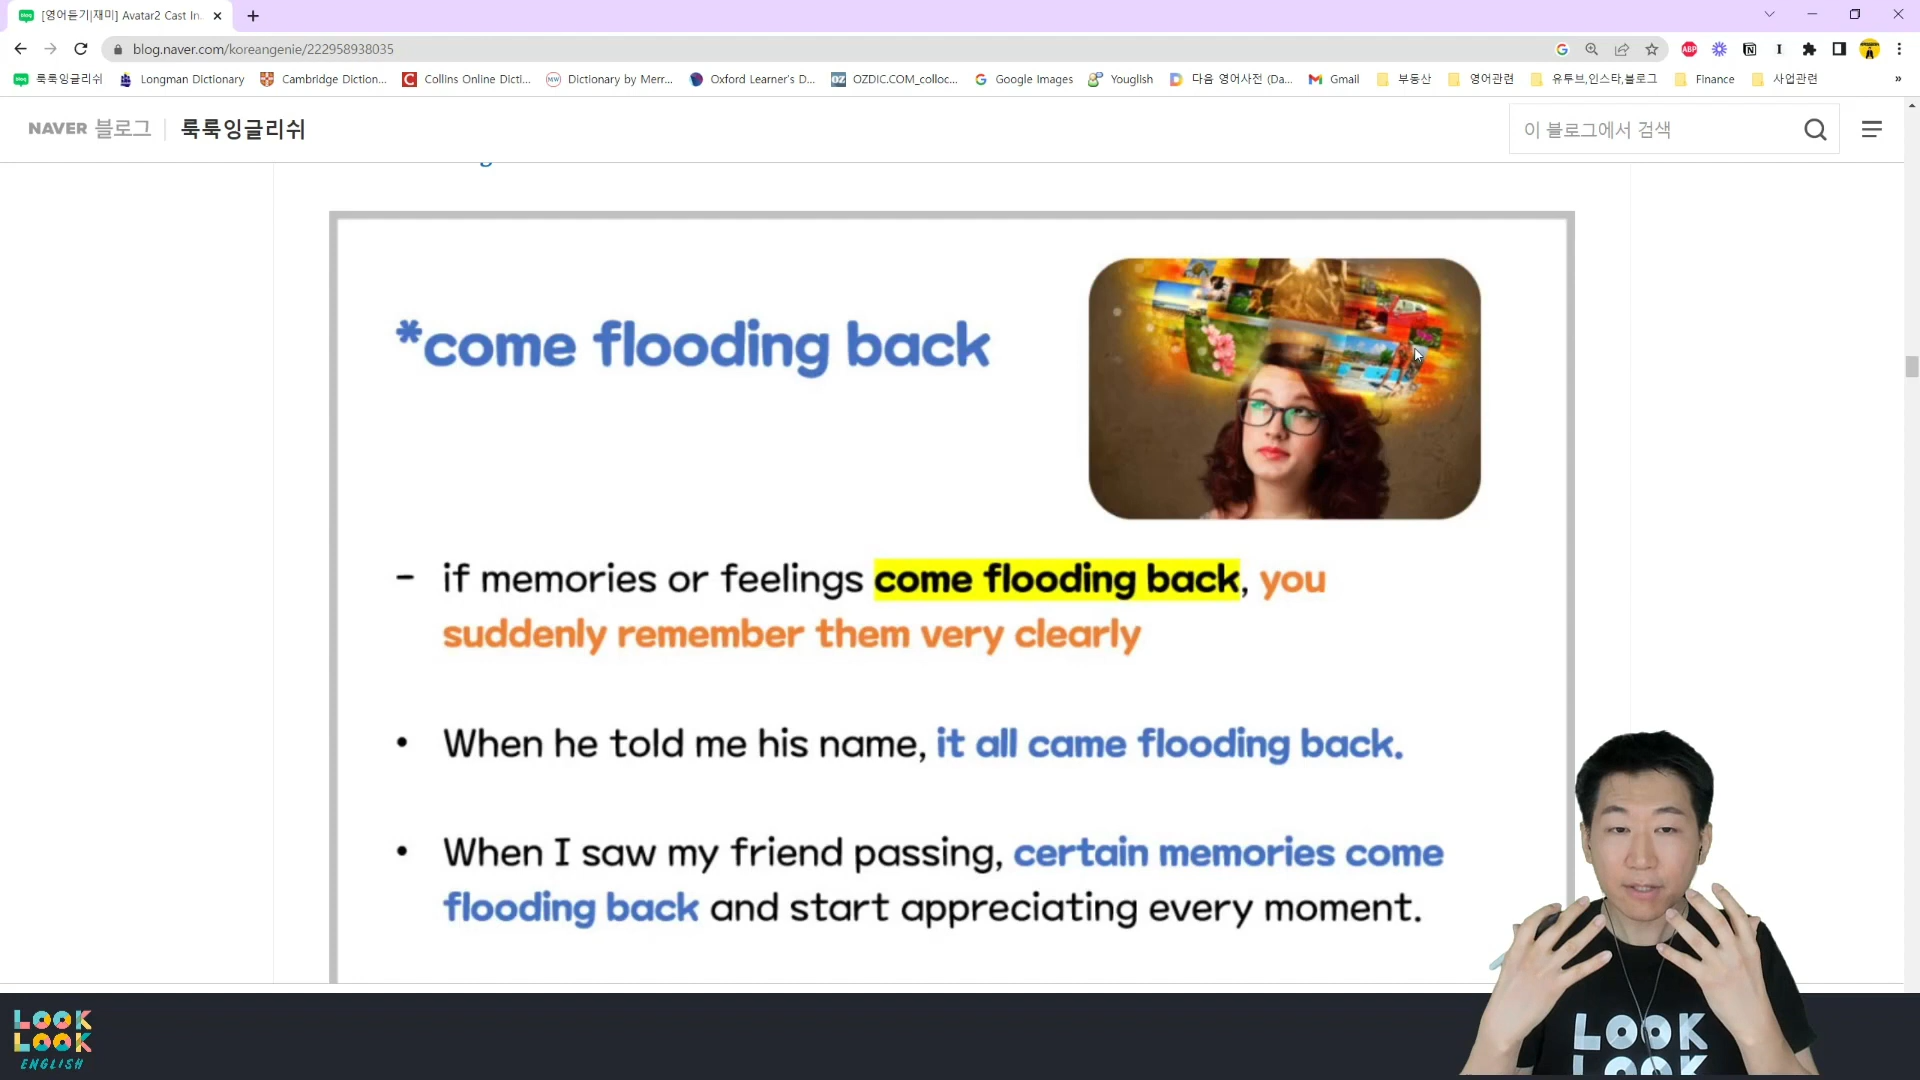 [영어듣기|재미] Avatar2 Cast In
blog.naver.com/koreangenie/222958938035
룩룩잉글리쉬
Longman Dictionary
Cambridge Diction...
Collins Online Dicti...
Dictionary by Merr...
Oxford Learner's D...
OZDIC.COM_colloc...
Google Images
Youglish
다음 영어사전 (Da...
Gmail
부동산
영어관련
유투브,인스타,블로그
Finance
사업관련
NAVER 블로그
룩룩잉글리쉬
이 블로그에서 검색
*come flooding back
- if memories or feelings come flooding back, you
suddenly remember them very clearly
• When he told me his name, it all came flooding back.
• When I saw my friend passing, certain memories come
flooding back and start appreciating every moment.
LOOK
LOOK
ENGLISH
LOOK
LOOK